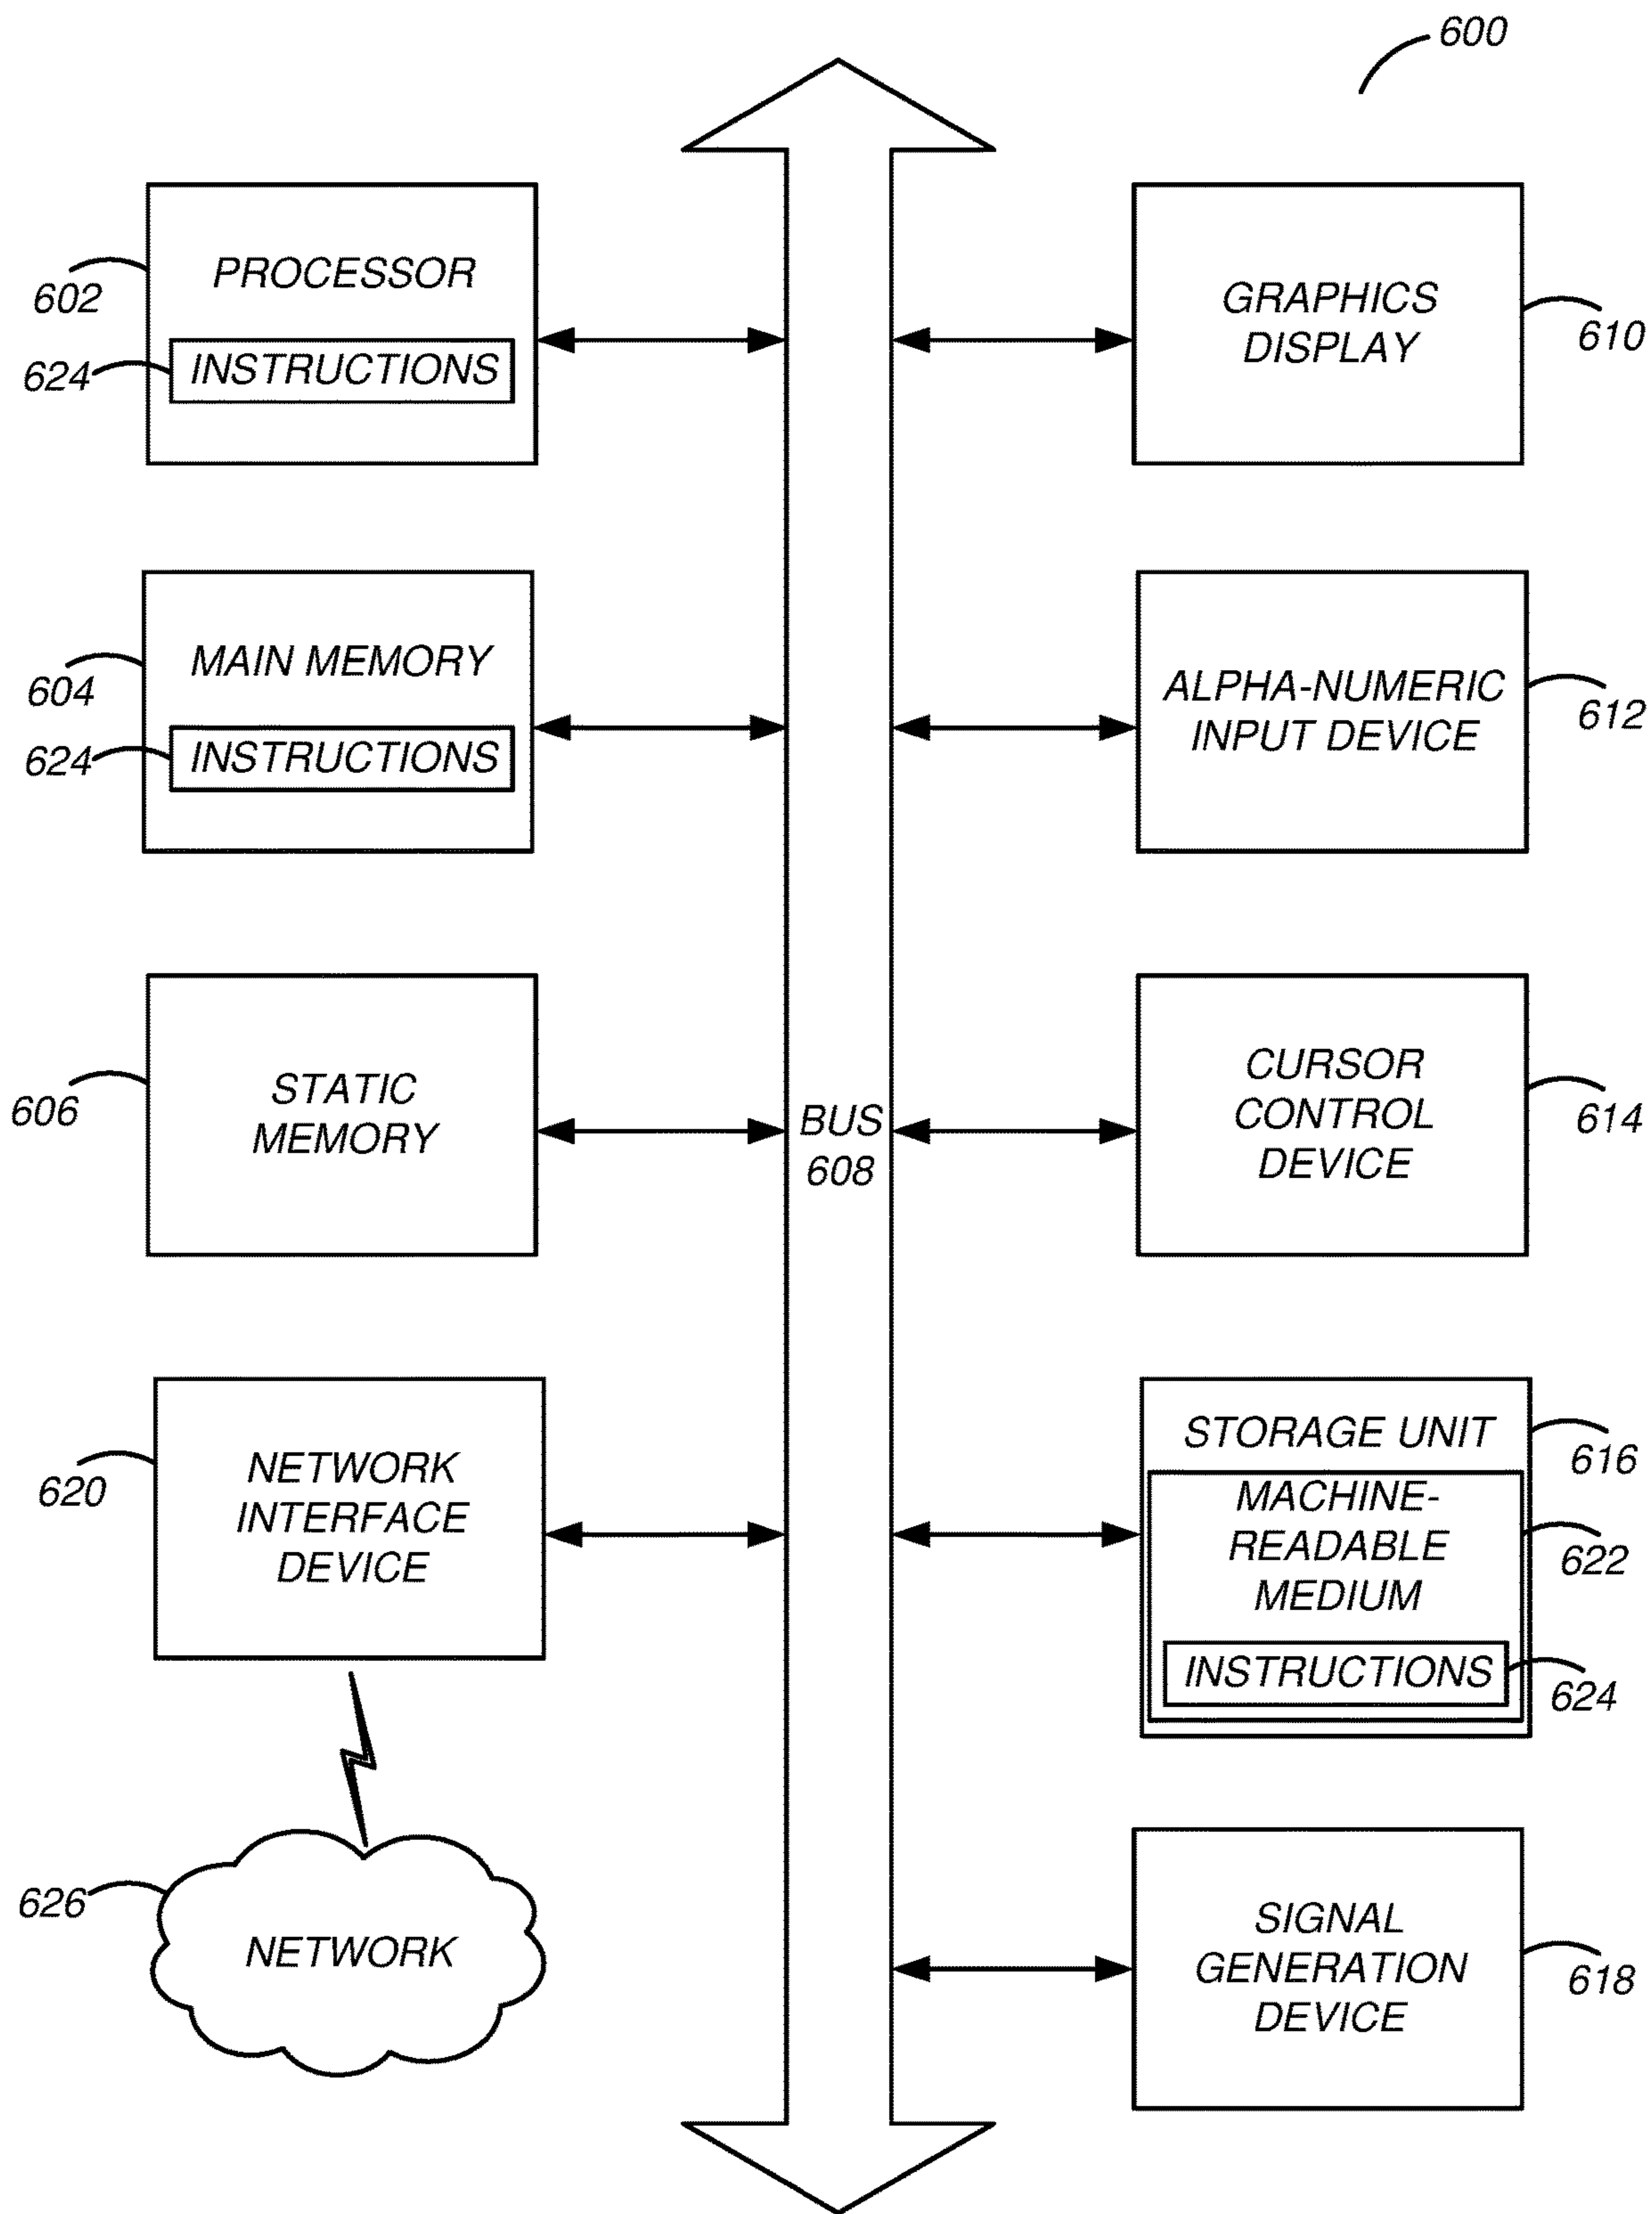 600
PROCESSOR
602
624
INSTRUCTIONS
GRAPHICS
DISPLAY
610
MAIN MEMORY
604
624
INSTRUCTIONS
ALPHA-NUMERIC
INPUT DEVICE
612
STATIC
MEMORY
606
BUS
608
CURSOR
CONTROL
DEVICE
614
NETWORK
INTERFACE
DEVICE
620
STORAGE UNIT
616
MACHINE-
READABLE
MEDIUM
622
INSTRUCTIONS
624
626
NETWORK
SIGNAL
GENERATION
DEVICE
618